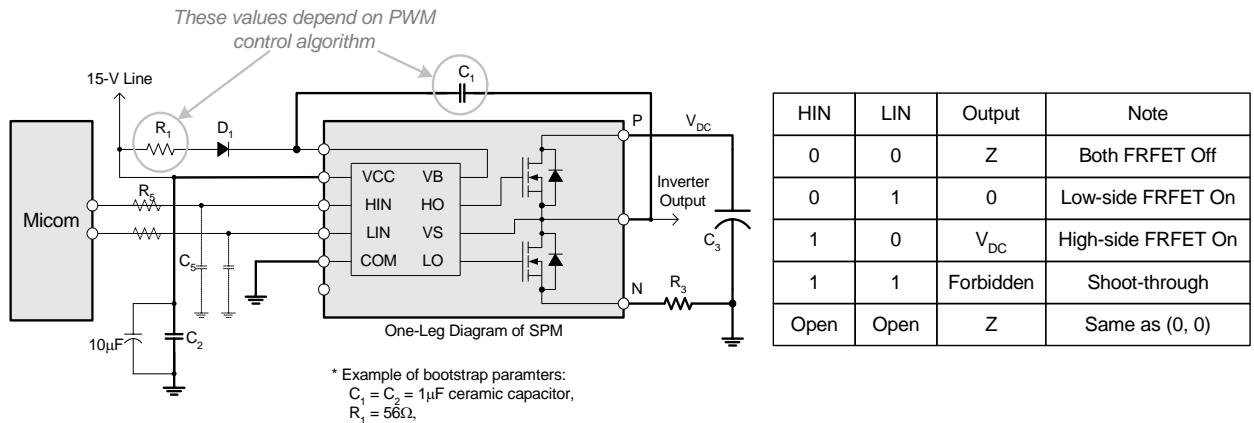 These values depend on PWM
control algorithm
C1
15-V Line
R1
D1
P
VDC
VCC VB
R5
Inverter
Output
Micom
HIN HO
LIN VS
C3
C5
COM LO
R3
N
One-Leg Diagram of SPM
10μF
C2
* Example of bootstrap paramters:
C1 = C2 = 1μF ceramic capacitor,
R1 = 56Ω,
HIN LIN Output Note
0 0 Z Both FRFET Off
0 1 0 Low-side FRFET On
1 0 VDC High-side FRFET On
1 1 Forbidden Shoot-through
Open Open Z Same as (0, 0)